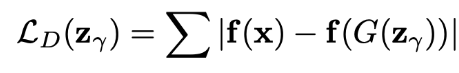 ℒ_D(𝐳_γ) = ∑ |𝐟(𝐱) − 𝐟(G(𝐳_γ))|